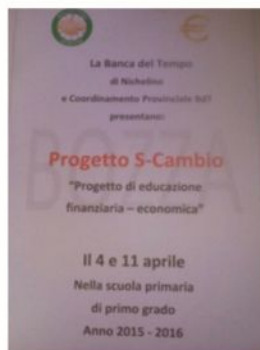 La Banca del Tempo
di Nichelino
e Coordinamento Provinciale BdT
presentano:
BOZZA
Progetto S-Cambio
"Progetto di educazione
finanziaria – economica"
Il 4 e 11 aprile
Nella scuola primaria
di primo grado
Anno 2015 - 2016